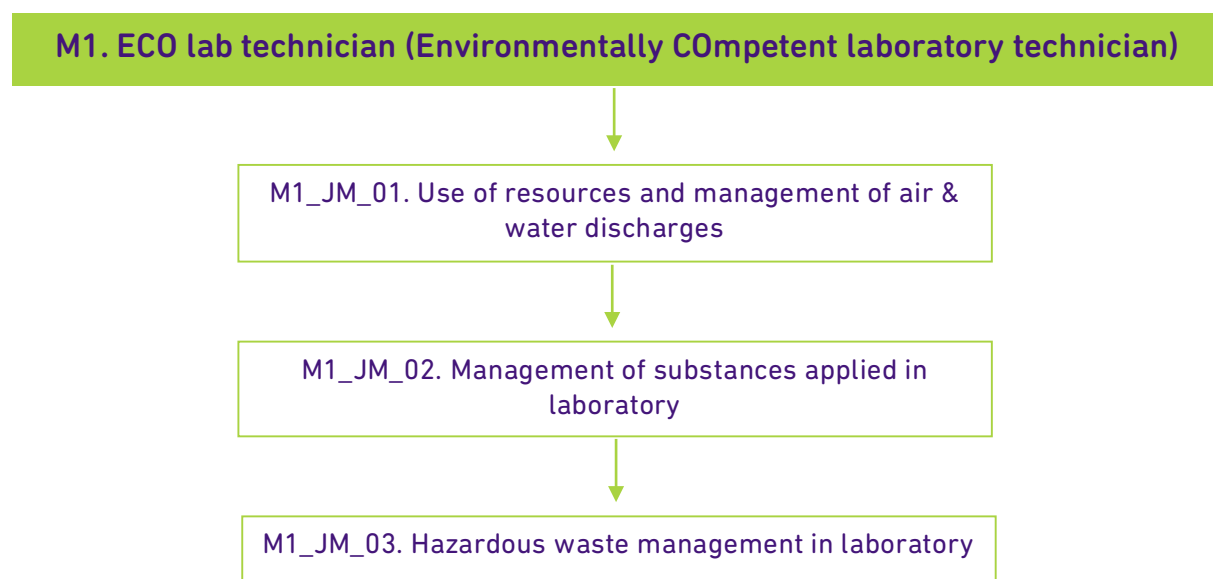 M1. ECO lab technician (Environmentally COmpetent laboratory technician)
M1_JM_01. Use of resources and management of air &
water discharges
M1_JM_02. Management of substances applied in
laboratory
M1_JM_03. Hazardous waste management in laboratory